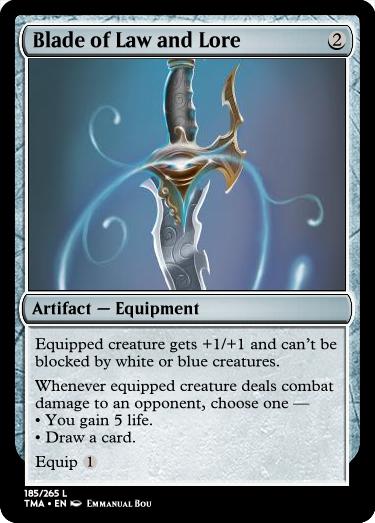 Blade of Law and Lore 2
Artifact — Equipment
Equipped creature gets +1/+1 and can't be
blocked by white or blue creatures.
Whenever equipped creature deals combat
damage to an opponent, choose one —
• You gain 5 life.
• Draw a card.
Equip 1
185/265 L
TMA • EN Emmanual Bou